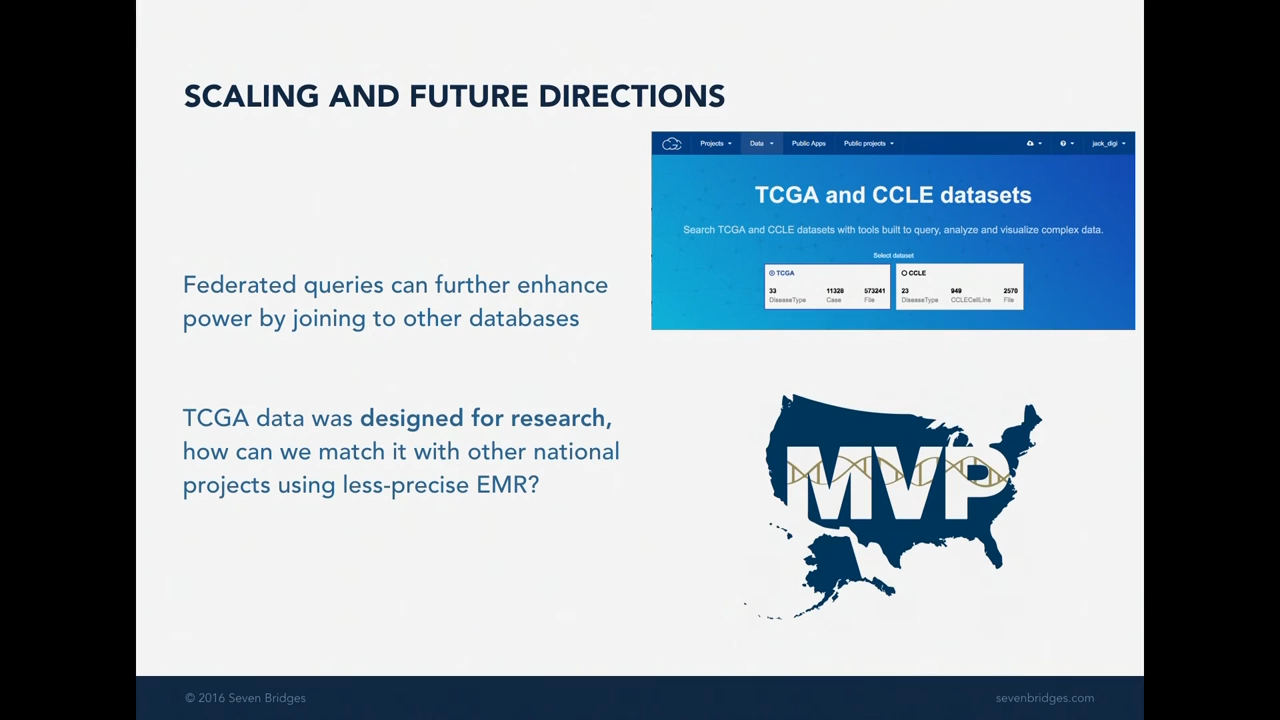 SCALING AND FUTURE DIRECTIONS
Projects Data Public Apps Public projects jack_digi
TCGA and CCLE datasets
Search TCGA and CCLE datasets with tools built to query, analyze and visualize complex data.
Select dataset
TCGA CCLE
33 11328 573241 23 949 2570
DiseaseType Case File DiseaseType CCLECellLine File
Federated queries can further enhance
power by joining to other databases
TCGA data was designed for research,
how can we match it with other national
projects using less-precise EMR?
MVP
© 2016 Seven Bridges
sevenbridges.com